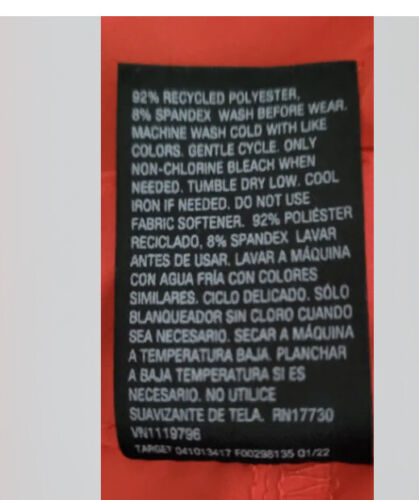 92% RECYCLED POLYESTER,
8% SPANDEX WASH BEFORE WEAR.
MACHINE WASH COLD WITH LIKE
COLORS. GENTLE CYCLE. ONLY
NON-CHLORINE BLEACH WHEN
NEEDED. TUMBLE DRY LOW. COOL
IRON IF NEEDED. DO NOT USE
FABRIC SOFTENER. 92% POLIÉSTER
RECICLADO, 8% SPANDEX LAVAR
ANTES DE USAR. LAVAR A MÁQUINA
CON AGUA FRÍA CON COLORES
SIMILARES. CICLO DELICADO. SÓLO
BLANQUEADOR SIN CLORO CUANDO
SEA NECESARIO. SECAR A MÁQUINA
A TEMPERATURA BAJA. PLANCHAR
A BAJA TEMPERATURA SI ES
NECESARIO. NO UTILICE
SUAVIZANTE DE TELA. RN17730
VN1119796
TARGET 041013417 F00298135 01/22